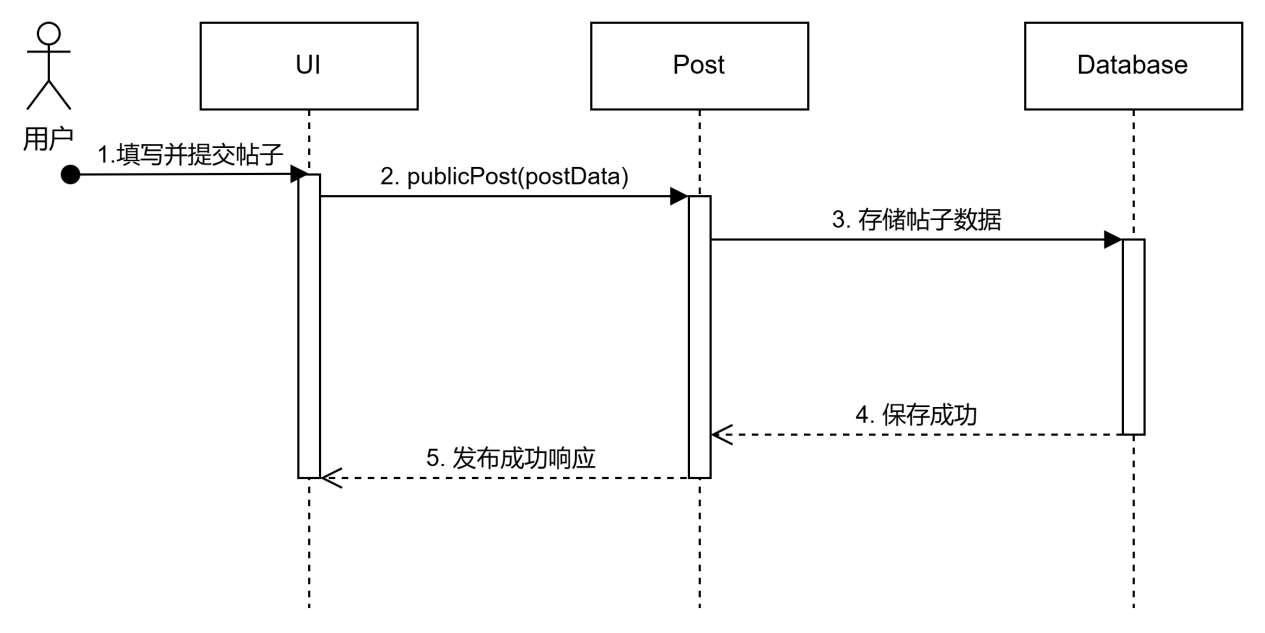 UI
Post
Database
用户
1.填写并提交帖子
2. publicPost(postData)
3. 存储帖子数据
4. 保存成功
5. 发布成功响应